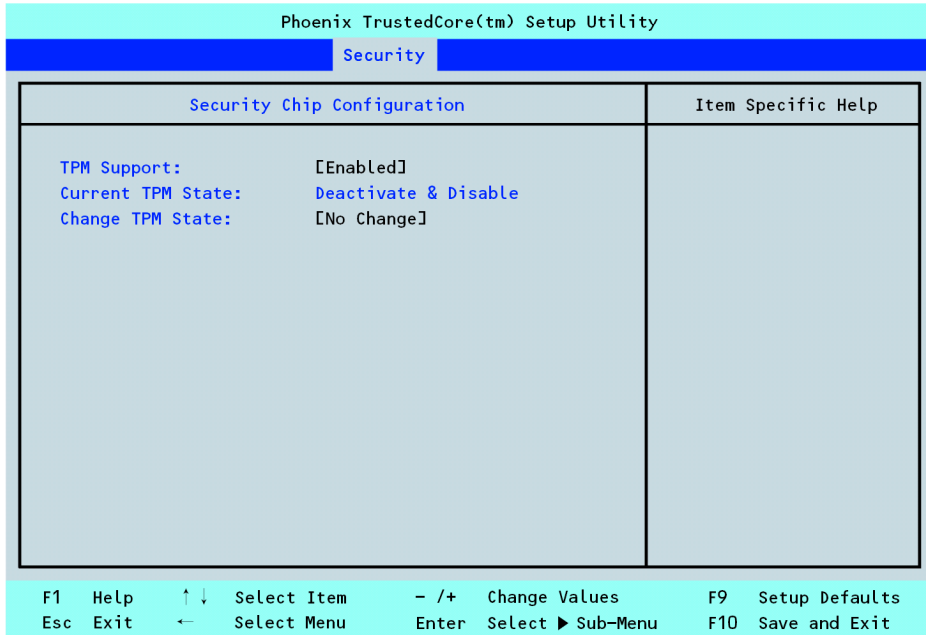 Phoenix TrustedCore(tm) Setup Utility
Security
Security Chip Configuration
Item Specific Help
TPM Support: [Enabled]
Current TPM State: Deactivate & Disable
Change TPM State: [No Change]
F1 Help ↑↓ Select Item - /+ Change Values F9 Setup Defaults
Esc Exit ← Select Menu Enter Select ▶ Sub-Menu F10 Save and Exit